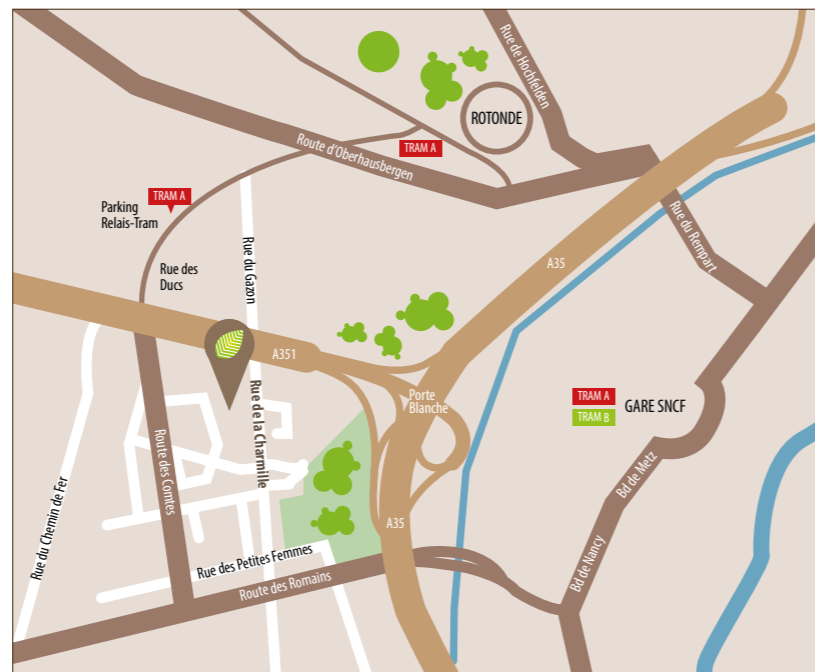 Rue de Hochfelden
ROTONDE
Route d'Oberhausbergen
TRAM A
TRAM A
Parking
Relais-Tram
Rue du Rempart
Rue du Gazon
Rue des
Ducs
A35
A351
Porte
Blanche
TRAM A
TRAM B
GARE SNCF
Rue de la Charmille
Route des Comtes
Bd de Metz
Rue du Chemin de Fer
A35
Rue des Petites Femmes
Bd de Nancy
Route des Romains